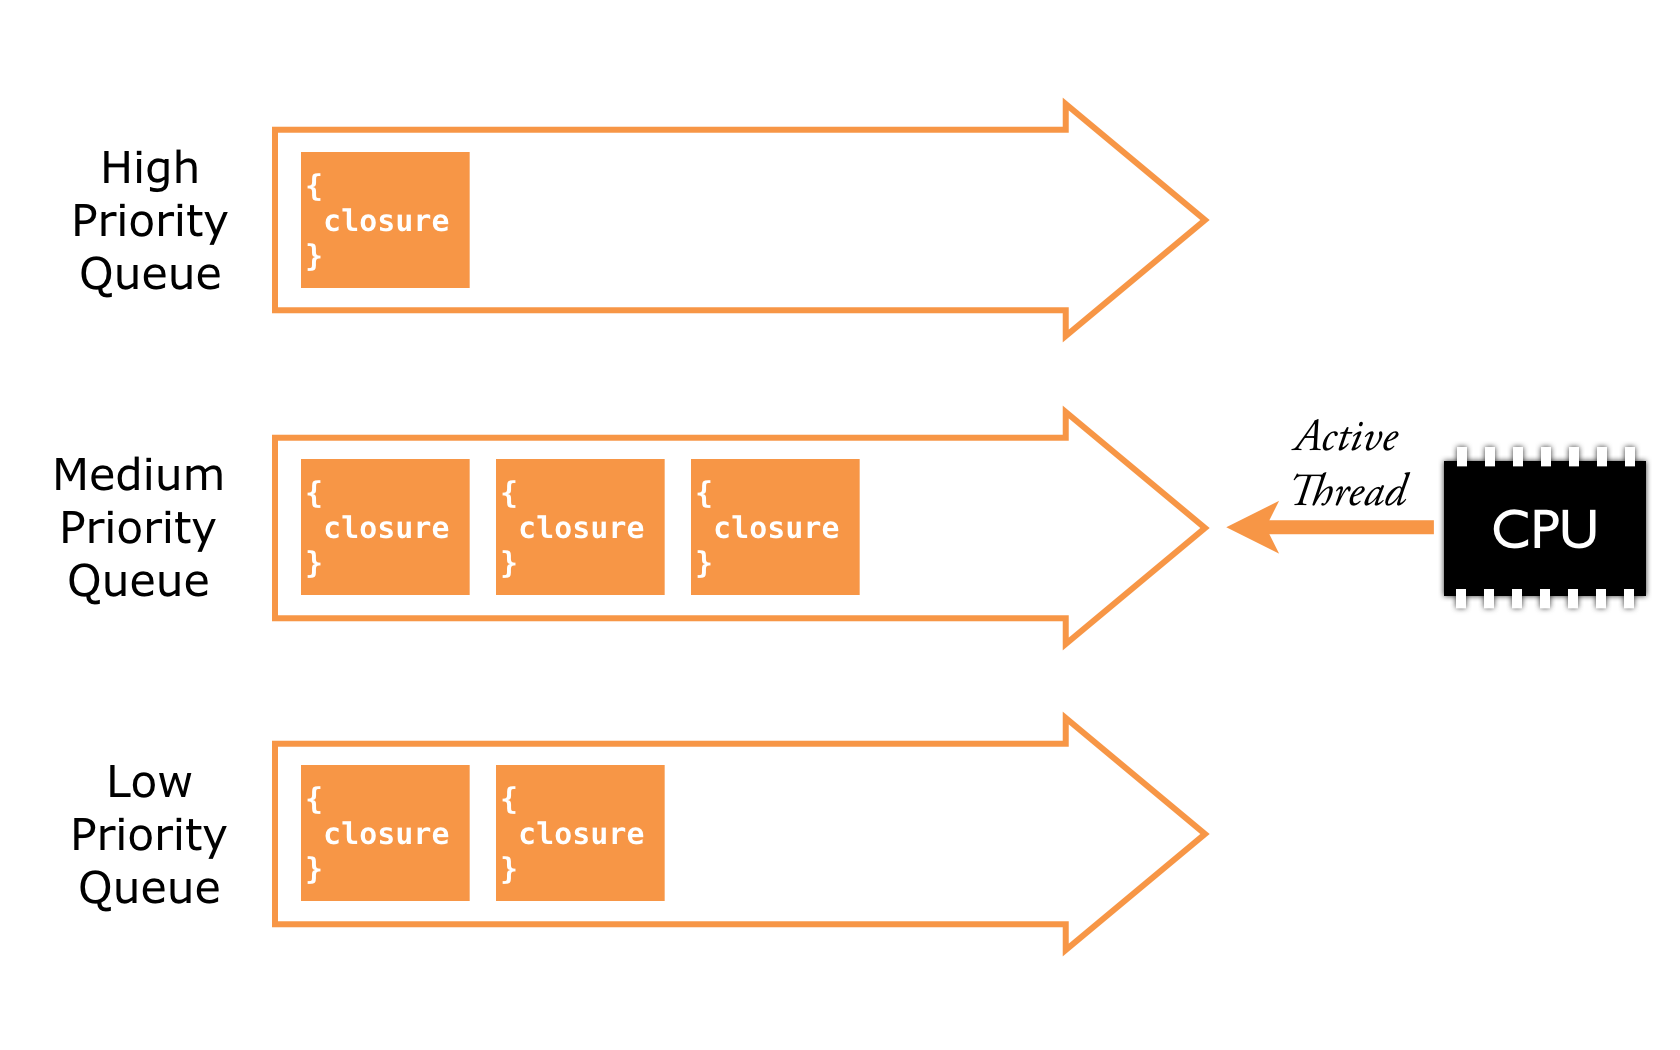 High
Priority
Queue
{
closure
}
Medium
Priority
Queue
{
closure
}
{
closure
}
{
closure
}
Active
Thread
CPU
Low
Priority
Queue
{
closure
}
{
closure
}